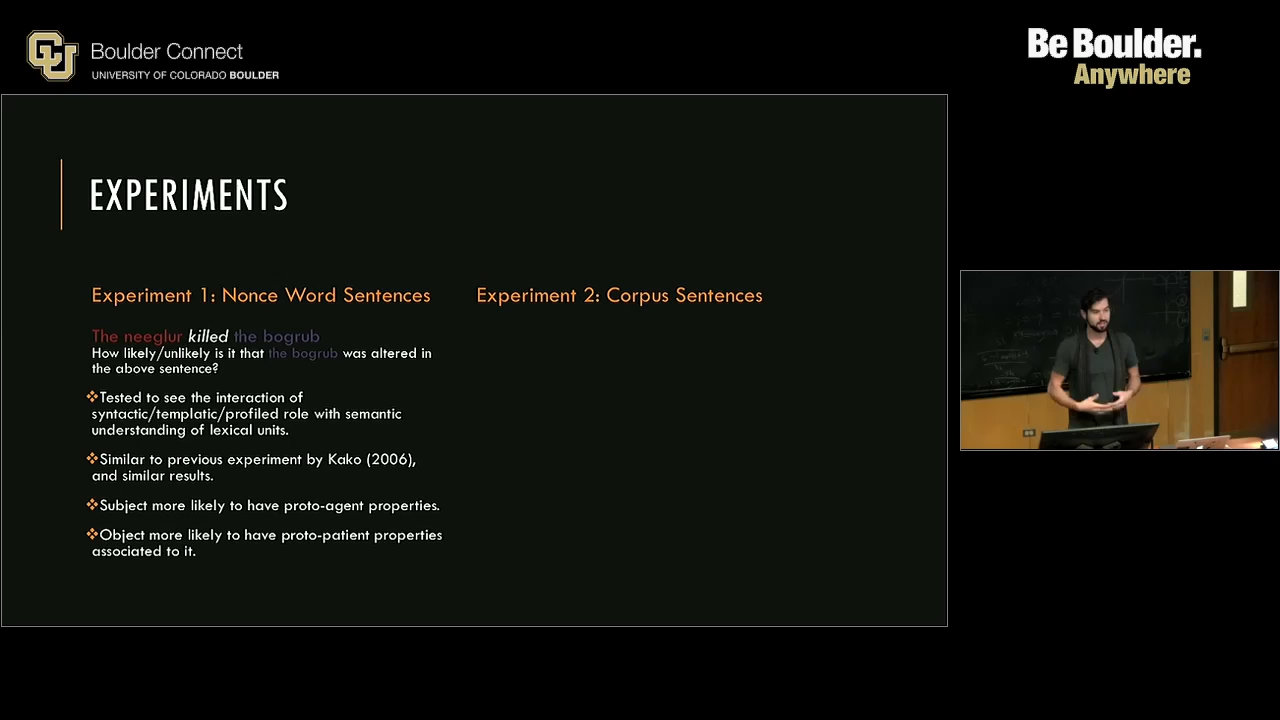 CU
Boulder Connect
UNIVERSITY OF COLORADO BOULDER
Be Boulder.
Anywhere
EXPERIMENTS
Experiment 1: Nonce Word Sentences
The neeglur killed the bogrub
How likely/unlikely is it that the bogrub was altered in
the above sentence?
❖Tested to see the interaction of
syntactic/templatic/profiled role with semantic
understanding of lexical units.
❖Similar to previous experiment by Kako (2006),
and similar results.
❖Subject more likely to have proto-agent properties.
❖Object more likely to have proto-patient properties
associated to it.
Experiment 2: Corpus Sentences